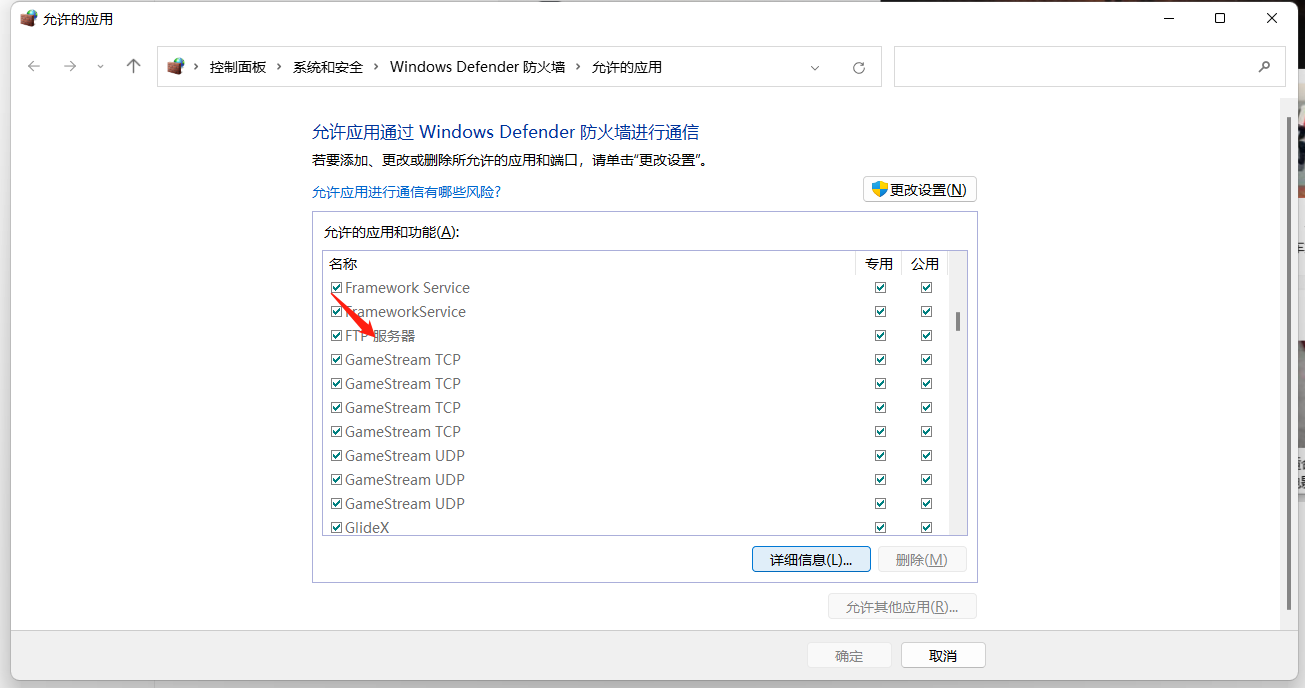 允许的应用
控制面板 › 系统和安全 › Windows Defender 防火墙 › 允许的应用
允许应用通过 Windows Defender 防火墙进行通信
若要添加、更改或删除所允许的应用和端口，请单击“更改设置”。
允许应用进行通信有哪些风险?
更改设置(N)
允许的应用和功能(A):
名称 专用 公用
Framework Service
FrameworkService
FTP 服务器
GameStream TCP
GameStream TCP
GameStream TCP
GameStream TCP
GameStream UDP
GameStream UDP
GameStream UDP
GlideX
详细信息(L)... 删除(M)
允许其他应用(R)...
确定 取消